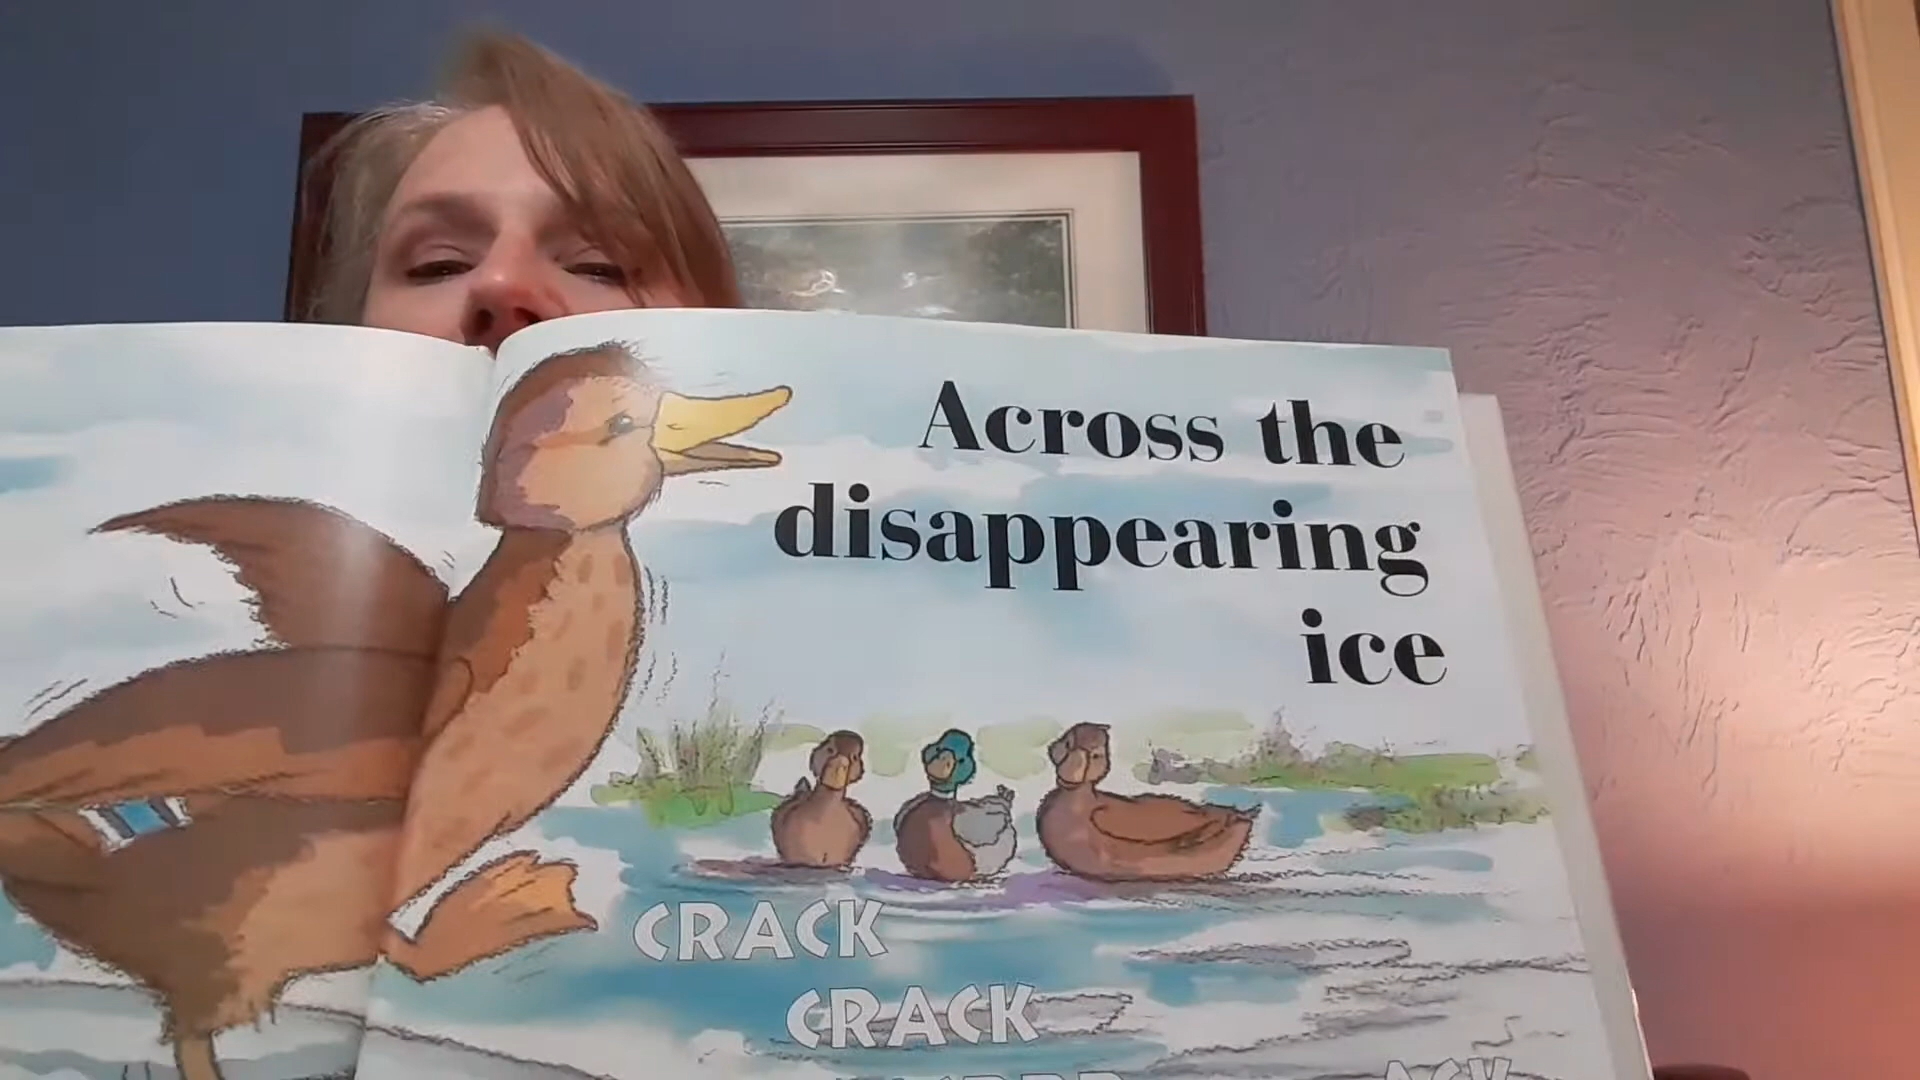 Across the
disappearing
ice
CRACK
CRACK